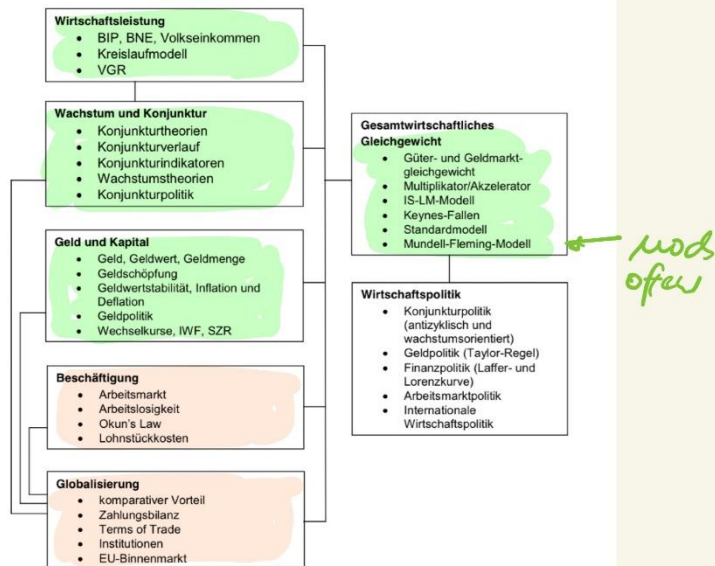 Wirtschaftsleistung
• BIP, BNE, Volkseinkommen
• Kreislaufmodell
• VGR
Wachstum und Konjunktur
• Konjunkturtheorien
• Konjunkturverlauf
• Konjunkturindikatoren
• Wachstumstheorien
• Konjunkturpolitik
Geld und Kapital
• Geld, Geldwert, Geldmenge
• Geldschöpfung
• Geldwertstabilität, Inflation und
Deflation
• Geldpolitik
• Wechselkurse, IWF, SZR
Beschäftigung
• Arbeitsmarkt
• Arbeitslosigkeit
• Okun's Law
• Lohnstückkosten
Globalisierung
• komparativer Vorteil
• Zahlungsbilanz
• Terms of Trade
• Institutionen
• EU-Binnenmarkt
Gesamtwirtschaftliches
Gleichgewicht
• Güter- und Geldmarkt-
gleichgewicht
• Multiplikator/Akzelerator
• IS-LM-Modell
• Keynes-Fallen
• Standardmodell
• Mundell-Fleming-Modell
Wirtschaftspolitik
• Konjunkturpolitik
(antizyklisch und
wachstumsorientiert)
• Geldpolitik (Taylor-Regel)
• Finanzpolitik (Laffer- und
Lorenzkurve)
• Arbeitsmarktpolitik
• Internationale
Wirtschaftspolitik
offen